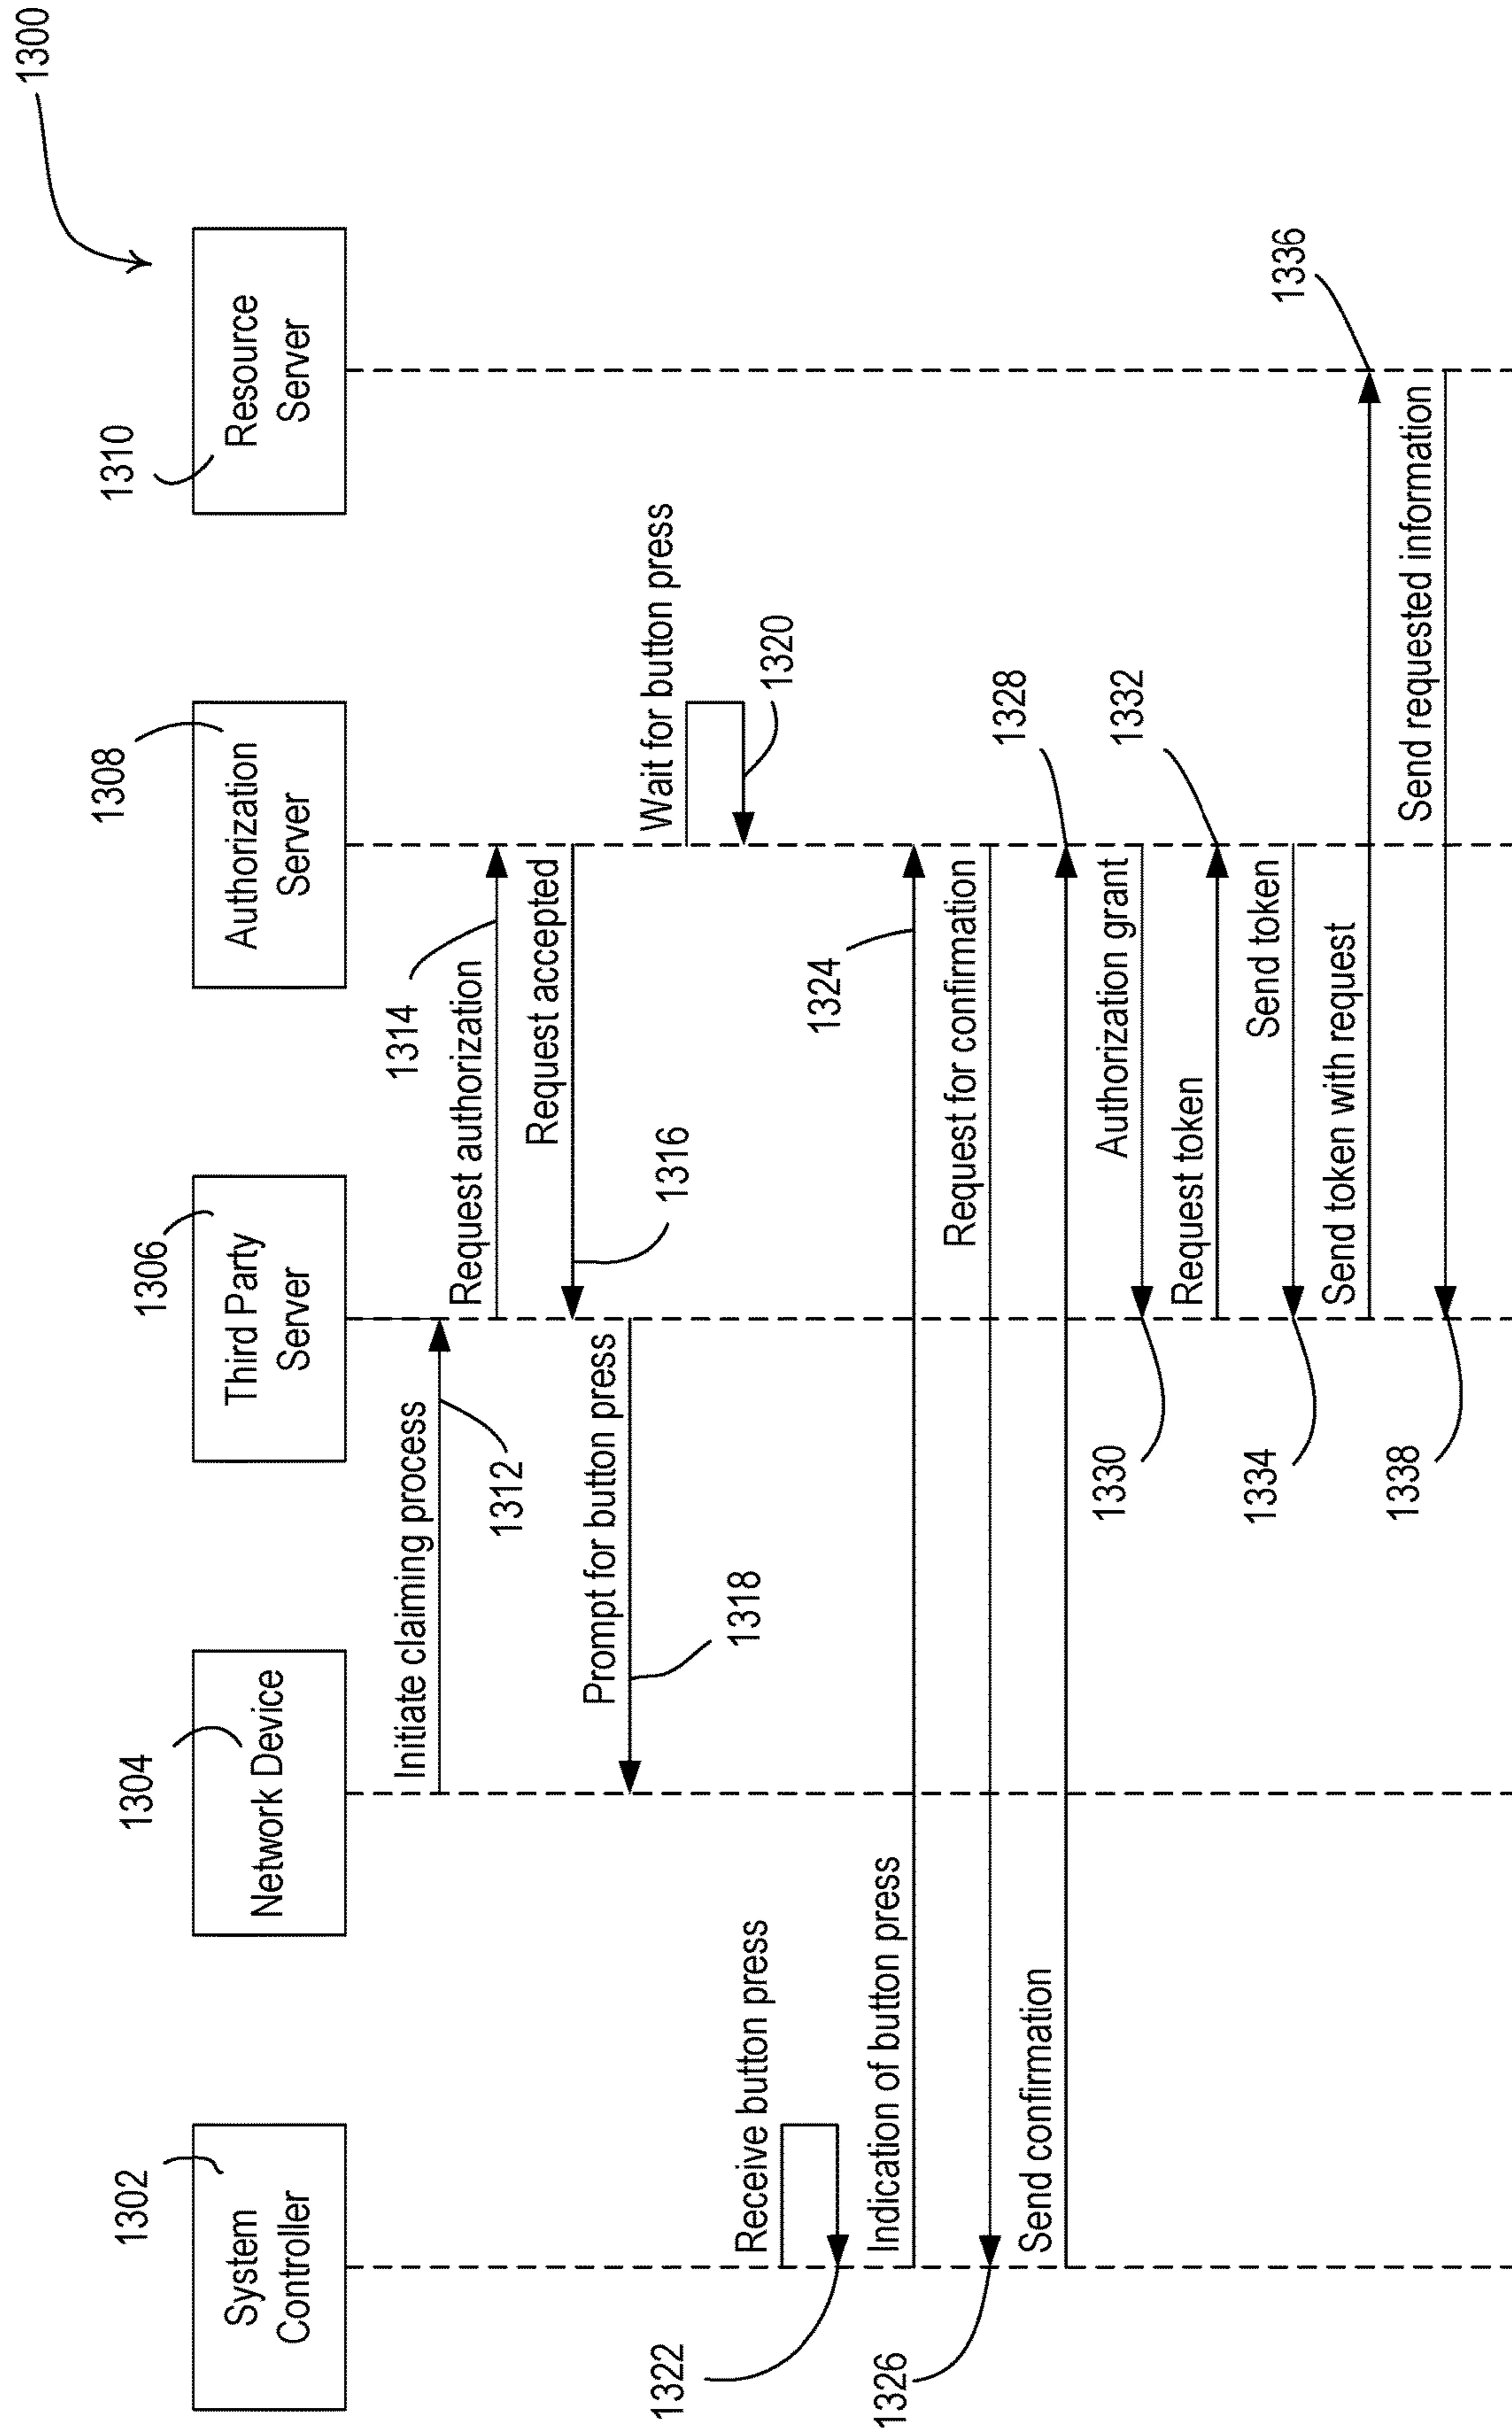 1300
1302
System
Controller
1304
Network Device
1306
Third Party
Server
1308
Authorization
Server
1310
Resource
Server
Initiate claiming process
1312
Request authorization
1314
Request accepted
1316
Prompt for button press
1318
Wait for button press
1320
Receive button press
1322
Indication of button press
1324
Request for confirmation
1326
Send confirmation
1328
Authorization grant
1330
Request token
1332
Send token
1334
Send token with request
1336
Send requested information
1338